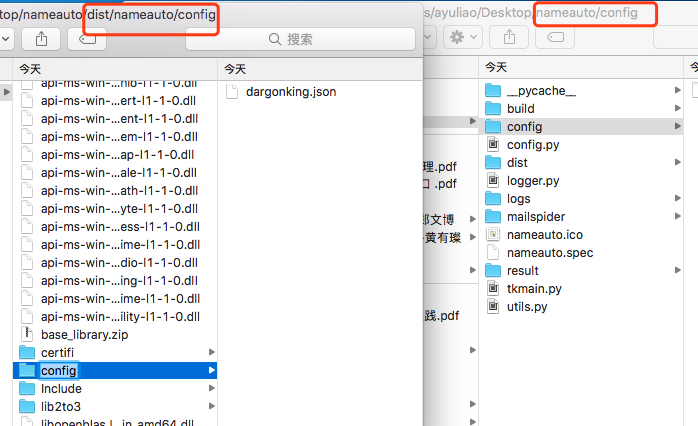 top/nameauto/dist/nameauto/config
搜索
今天
今天
api-ms-win-...nio-l1-1-0.dll
api-ms-win-...ert-l1-1-0.dll
api-ms-win-...ent-l1-1-0.dll
api-ms-win-...em-l1-1-0.dll
api-ms-win-...ap-l1-1-0.dll
api-ms-win-...ale-l1-1-0.dll
api-ms-win-...ath-l1-1-0.dll
api-ms-win-...yte-l1-1-0.dll
api-ms-win-...ess-l1-1-0.dll
api-ms-win-...ime-l1-1-0.dll
api-ms-win-...dio-l1-1-0.dll
api-ms-win-...ing-l1-1-0.dll
api-ms-win-...ime-l1-1-0.dll
api-ms-win-...ility-l1-1-0.dll
base_library.zip
certifi
config
Include
lib2to3
dargonking.json
s/ayuliao/Desktop/nameauto/config
理.pdf
口 .pdf
郑文博
黄有璨
践.pdf
今天
__pycache__
build
config
config.py
dist
logger.py
logs
mailspider
nameauto.ico
nameauto.spec
result
tkmain.py
utils.py